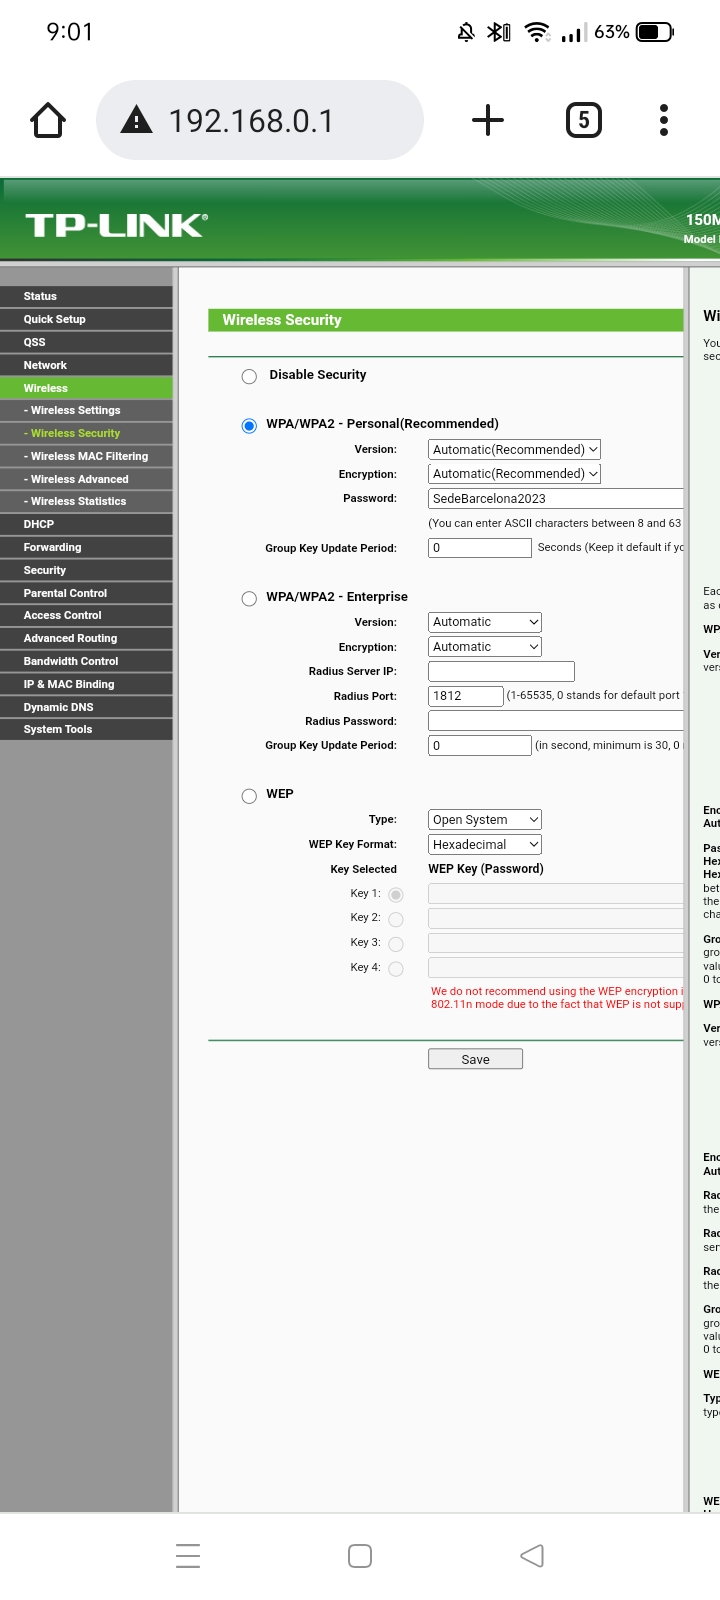 9:01
63%
192.168.0.1
5
TP-LINK®
150M
Model
Status
Quick Setup
QSS
Network
Wireless
- Wireless Settings
- Wireless Security
- Wireless MAC Filtering
- Wireless Advanced
- Wireless Statistics
DHCP
Forwarding
Security
Parental Control
Access Control
Advanced Routing
Bandwidth Control
IP & MAC Binding
Dynamic DNS
System Tools
Wireless Security
Disable Security
WPA/WPA2 - Personal(Recommended)
Version: Automatic(Recommended)
Encryption: Automatic(Recommended)
Password: SedeBarcelona2023
(You can enter ASCII characters between 8 and 63
Group Key Update Period: 0 Seconds (Keep it default if yo
WPA/WPA2 - Enterprise
Version: Automatic
Encryption: Automatic
Radius Server IP:
Radius Port: 1812 (1-65535, 0 stands for default port
Radius Password:
Group Key Update Period: 0 (in second, minimum is 30, 0
WEP
Type: Open System
WEP Key Format: Hexadecimal
Key Selected WEP Key (Password)
Key 1:
Key 2:
Key 3:
Key 4:
We do not recommend using the WEP encryption i
802.11n mode due to the fact that WEP is not supp
Save
Wi
You
sec
Eac
as
WP
Ver
vers
Enc
Aut
Pas
Hex
Hex
bet
the
cha
Gro
gro
valu
0 to
WP
Ver
vers
Enc
Aut
Rad
the
Rad
ser
Rad
the
Gro
gro
valu
0 to
WE
Typ
type
WE